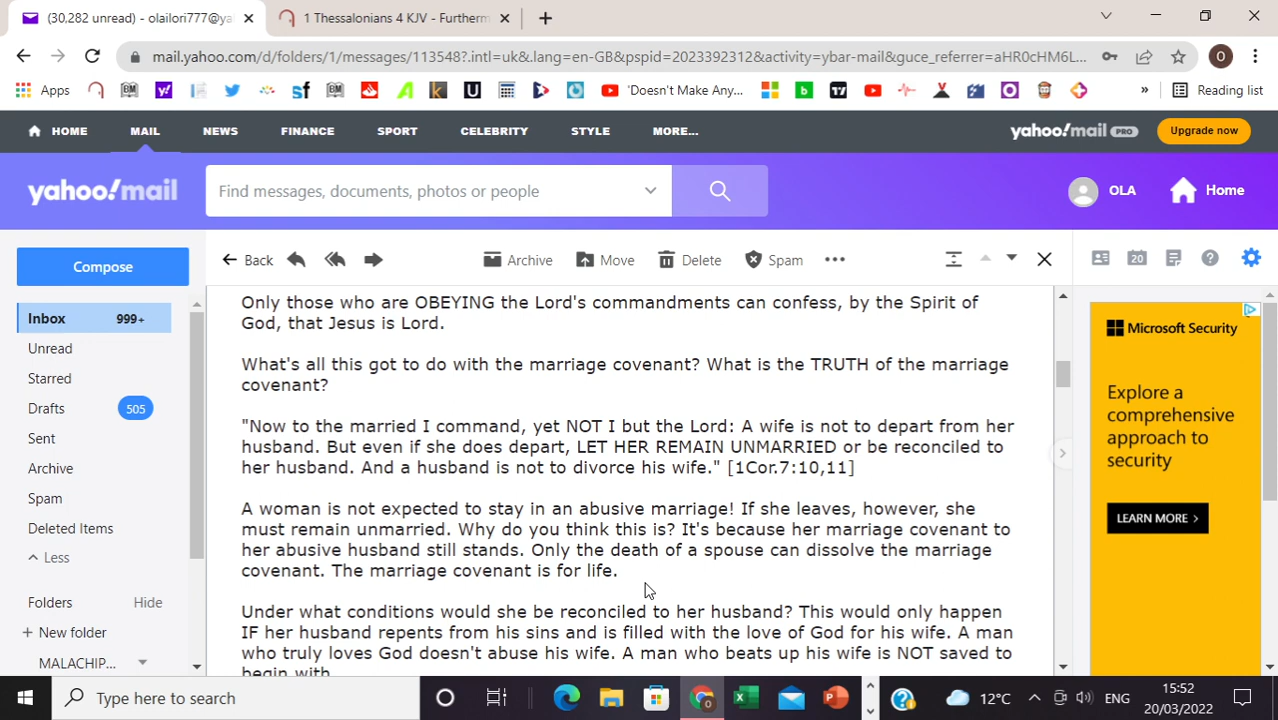 (30,282 unread) - olailori777@ya
1 Thessalonians 4 KJV - Furtherm
mail.yahoo.com/d/folders/1/messages/113548?.intl=uk&.lang=en-GB&pspid=2023392312&activity=ybar-mail&guce_referrer=aHR0cHM6L...
O
Apps
'Doesn't Make Any...
»
Reading list
HOME
MAIL
NEWS
FINANCE
SPORT
CELEBRITY
STYLE
MORE...
yahoo!mail PRO
Upgrade now
yahoo!mail
Find messages, documents, photos or people
OLA
Home
Compose
Back
Archive
Move
Delete
Spam
20
Inbox 999+
Unread
Starred
Drafts 505
Sent
Archive
Spam
Deleted Items
Less
Folders Hide
+ New folder
MALACHIP...
Only those who are OBEYING the Lord's commandments can confess, by the Spirit of
God, that Jesus is Lord.
What's all this got to do with the marriage covenant? What is the TRUTH of the marriage
covenant?
"Now to the married I command, yet NOT I but the Lord: A wife is not to depart from her
husband. But even if she does depart, LET HER REMAIN UNMARRIED or be reconciled to
her husband. And a husband is not to divorce his wife." [1Cor.7:10,11]
A woman is not expected to stay in an abusive marriage! If she leaves, however, she
must remain unmarried. Why do you think this is? It's because her marriage covenant to
her abusive husband still stands. Only the death of a spouse can dissolve the marriage
covenant. The marriage covenant is for life.
Under what conditions would she be reconciled to her husband? This would only happen
IF her husband repents from his sins and is filled with the love of God for his wife. A man
who truly loves God doesn't abuse his wife. A man who beats up his wife is NOT saved to
begin with.
Microsoft Security
Explore a
comprehensive
approach to
security
LEARN MORE >
Type here to search
12°C
ENG
15:52
20/03/2022